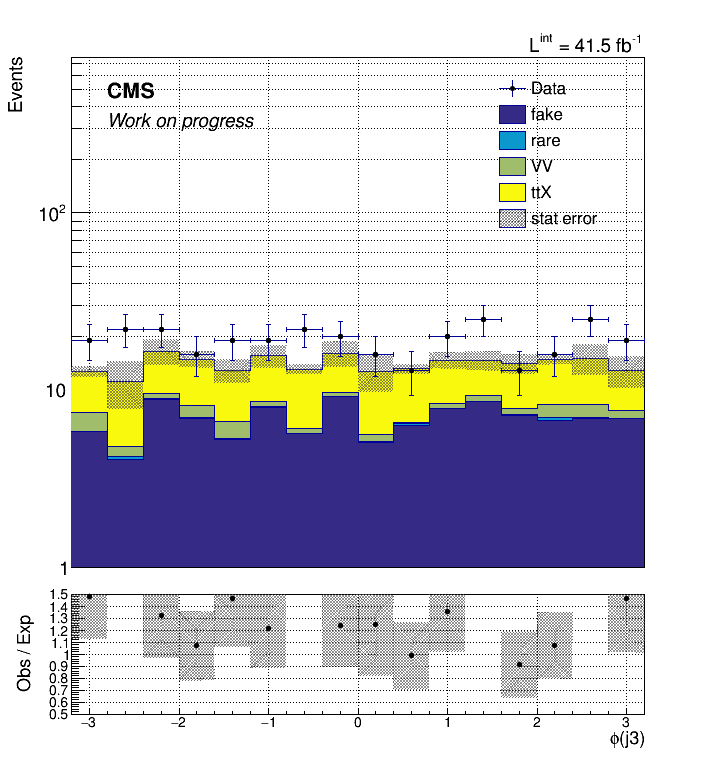 L^int = 41.5 fb^-1
Events
CMS
Work on progress
Data
fake
rare
VV
ttX
stat error
10^2
10
1
Obs / Exp
1.5
1.4
1.3
1.2
1.1
1
0.9
0.8
0.7
0.6
0.5
−3 −2 −1 0 1 2 3
ϕ(j3)